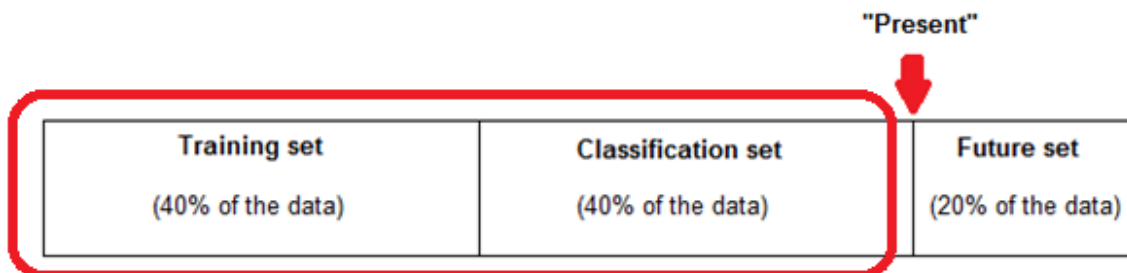 "Present"
Training set
(40% of the data)
Classification set
(40% of the data)
Future set
(20% of the data)